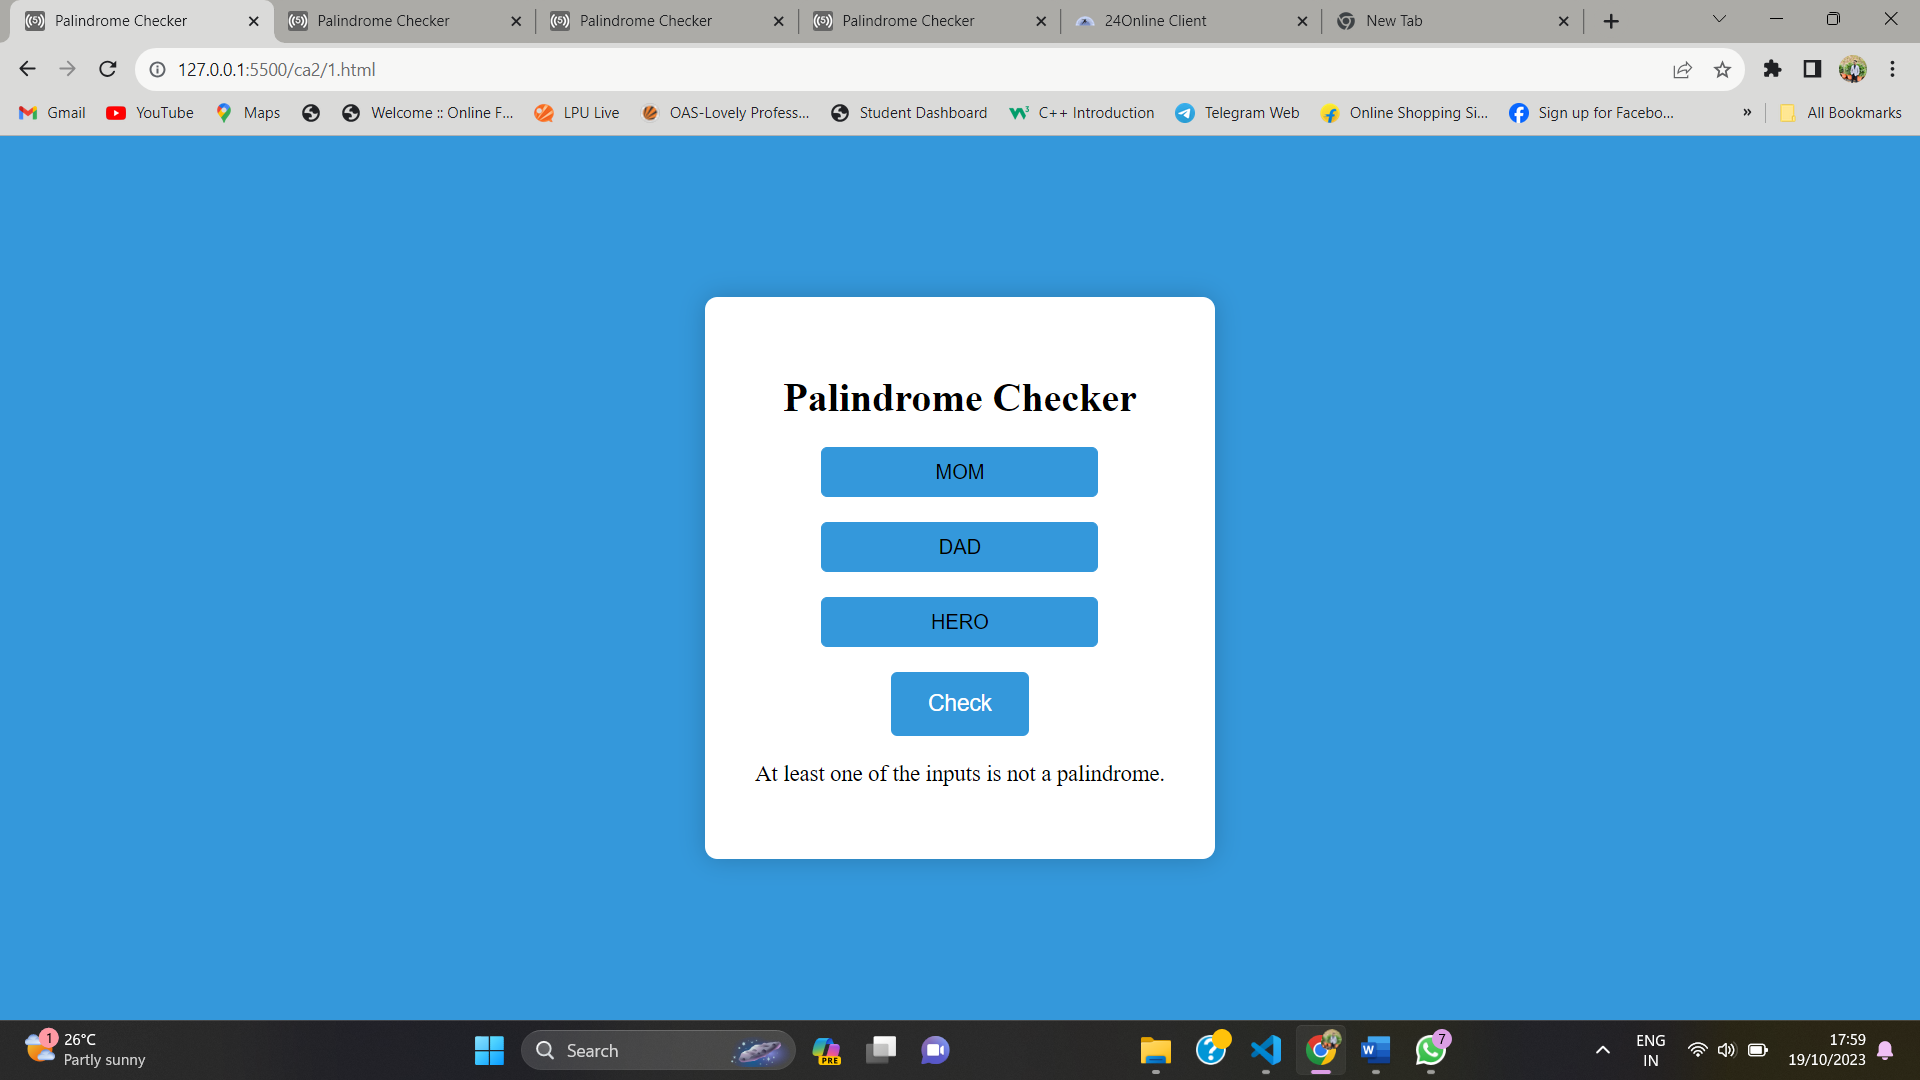 Palindrome Checker
Palindrome Checker
Palindrome Checker
Palindrome Checker
24Online Client
New Tab
127.0.0.1:5500/ca2/1.html
Gmail
YouTube
Maps
Welcome :: Online F...
LPU Live
OAS-Lovely Profess...
Student Dashboard
C++ Introduction
Telegram Web
Online Shopping Si...
Sign up for Facebo...
»
All Bookmarks
Palindrome Checker
MOM
DAD
HERO
Check
At least one of the inputs is not a palindrome.
1
26°C
Partly sunny
Search
PRE
7
ENG
IN
17:59
19/10/2023